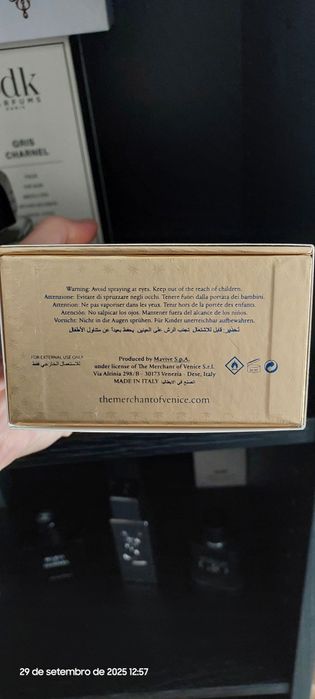 dk
PARFUMS
PARIS
GRIS
CHARNEL
Warning: Avoid spraying at eyes. Keep out of the reach of children.
Attenzione: Evitare di spruzzare negli occhi. Tenere fuori dalla portata dei bambini.
Attention: Ne pas vaporiser dans les yeux. Tenir hors de la portée des enfants.
Atención: No salpicar los ojos. Mantener fuera del alcance de los niños.
Vorsicht: Nicht in die Augen sprühen. Für Kinder unerreichbar aufbewahren.
تحذير: قابل للاشتعال. تجنب الرش على العينين. يحفظ بعيداً عن متناول الأطفال
FOR EXTERNAL USE ONLY
للاستعمال الخارجي فقط
Produced by Mavive S.p.A.
under license of The Merchant of Venice S.r.l.
Via Altinia 298/B - 30173 Venezia - Dese, Italy
MADE IN ITALY الصنع في الايطاليا
themerchantofvenice.com
29 de setembro de 2025 12:57